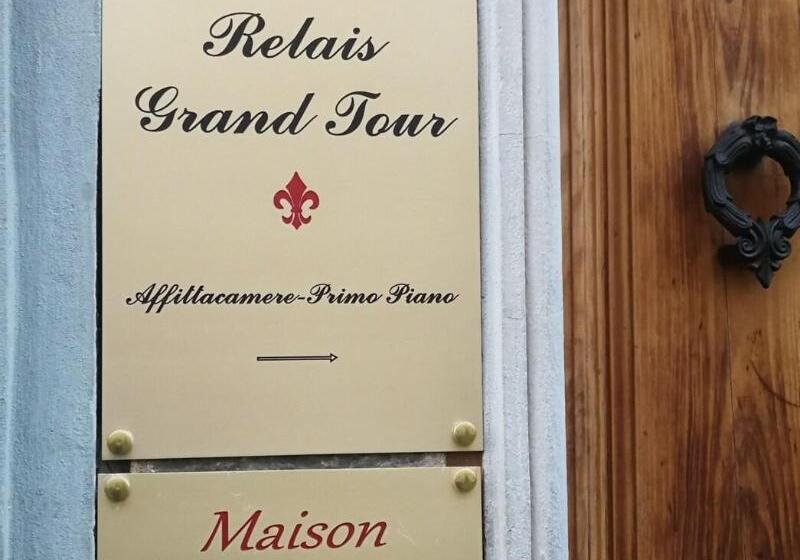 Relais
Grand Tour
Affittacamere-Primo Piano
Maison